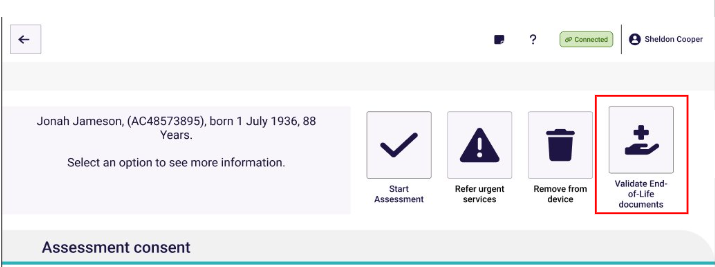 ?
Connected
Sheldon Cooper
Jonah Jameson, (AC48573895), born 1 July 1936, 88
Years.
Select an option to see more information.
Start
Assessment
Refer urgent
services
Remove from
device
Validate End-
of-Life
documents
Assessment consent